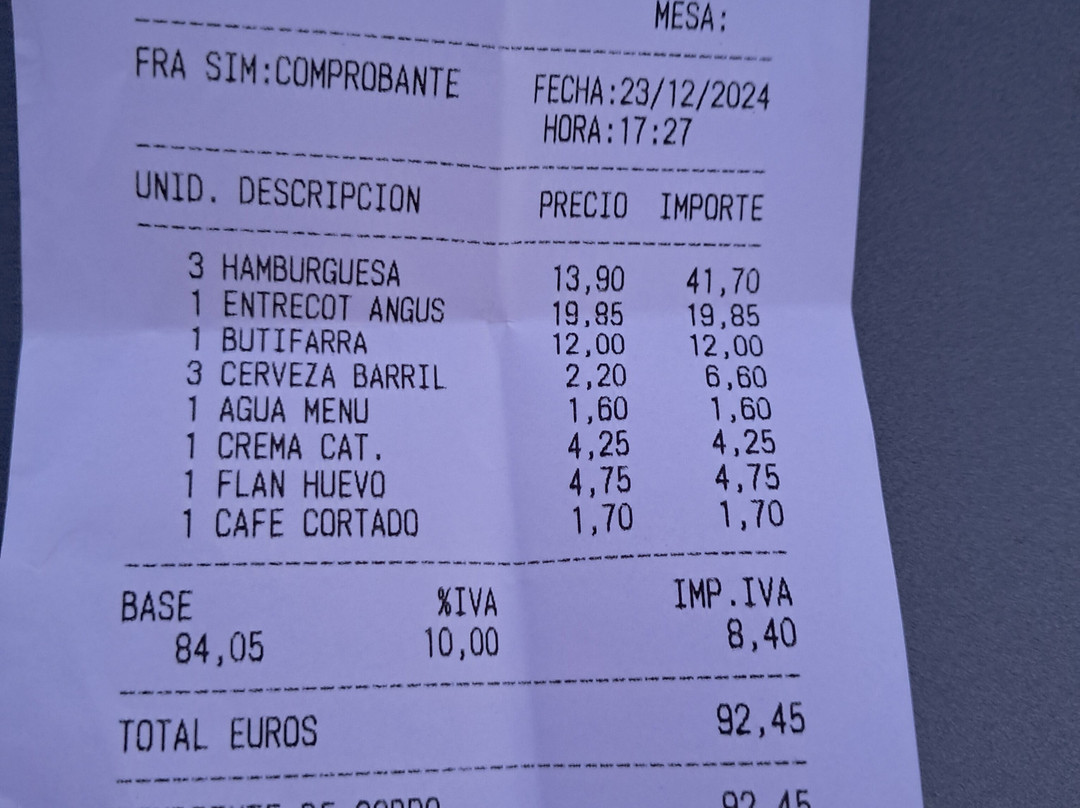 MESA:
FRA SIM:COMPROBANTE FECHA:23/12/2024
HORA:17:27
UNID. DESCRIPCION PRECIO IMPORTE
3 HAMBURGUESA 13,90 41,70
1 ENTRECOT ANGUS 19,85 19,85
1 BUTIFARRA 12,00 12,00
3 CERVEZA BARRIL 2,20 6,60
1 AGUA MENU 1,60 1,60
1 CREMA CAT. 4,25 4,25
1 FLAN HUEVO 4,75 4,75
1 CAFE CORTADO 1,70 1,70
BASE %IVA IMP.IVA
84,05 10,00 8,40
TOTAL EUROS 92,45
92,45